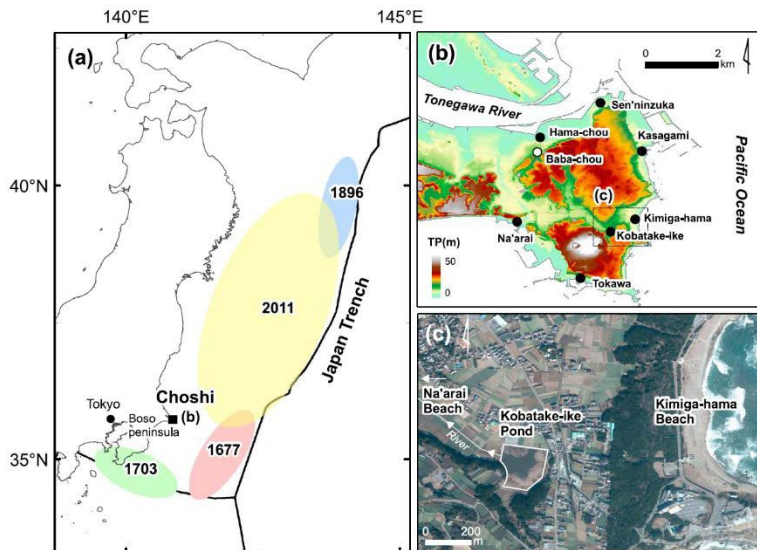 140°E
145°E
(a)
40°N
1896
2011
Japan Trench
Choshi
Tokyo
(b)
Boso
peninsula
1677
35°N
1703
(b)
0
2
km
Tonegawa River
Sen'ninzuka
Hama-chou
Kasagami
Baba-chou
Pacific Ocean
(c)
Kimiga-hama
Na'arai
Kobatake-ike
TP(m)
50
0
Tokawa
(c)
Na'arai
Beach
Kobatake-ike
Pond
Kimiga-hama
Beach
River
0
200
m